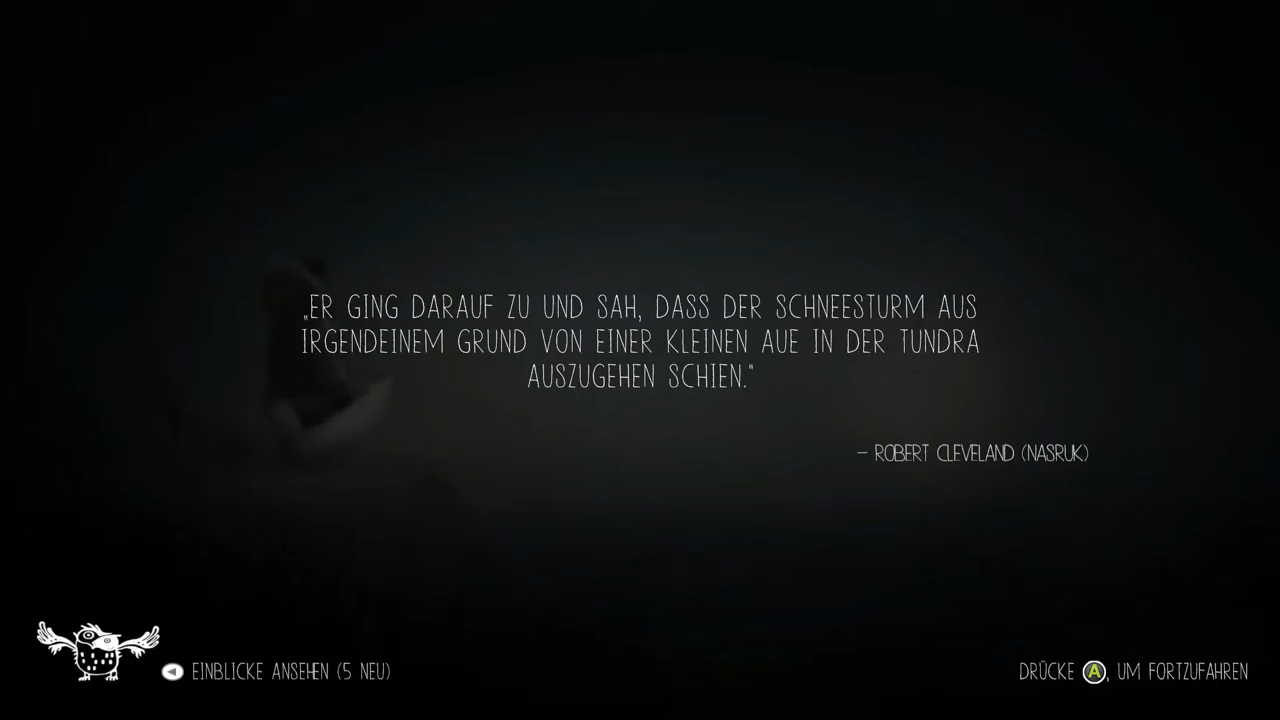 „ER GING DARAUF ZU UND SAH, DASS DER SCHNEESTURM AUS
IRGENDEINEM GRUND VON EINER KLEINEN AUE IN DER TUNDRA
AUSZUGEHEN SCHIEN."
– ROBERT CLEVELAND (NASRUK)
EINBLICKE ANSEHEN (5 NEU)
DRÜCKE A, UM FORTZUFAHREN